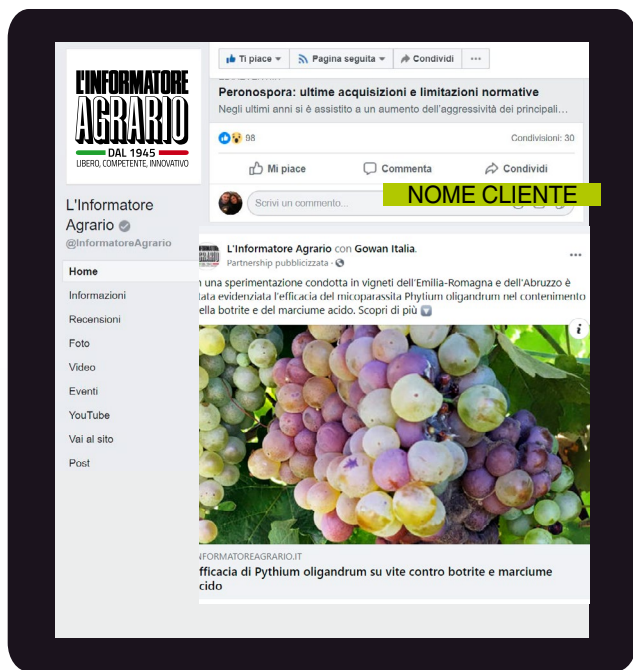 Ti piace
Pagina seguita
Condividi
Peronospora: ultime acquisizioni e limitazioni normative
Negli ultimi anni si è assistito a un aumento dell'aggressività dei principali...
98
Condivisioni: 30
Mi piace
Commenta
Condividi
Scrivi un commento...
NOME CLIENTE
L'INFORMATORE
AGRARIO
DAL 1945
LIBERO, COMPETENTE, INNOVATIVO
L'Informatore
Agrario
@InformatoreAgrario
Home
Informazioni
Recensioni
Foto
Video
Eventi
YouTube
Vai al sito
Post
L'Informatore Agrario con Gowan Italia.
Partnership pubblicizzata ·
una sperimentazione condotta in vigneti dell'Emilia-Romagna e dell'Abruzzo è
tata evidenziata l'efficacia del micoparassita Phytium oligandrum nel contenimento
ella botrite e del marciume acido. Scopri di più
i
NFORMATOREAGRARIO.IT
fficacia di Pythium oligandrum su vite contro botrite e marciume
cido